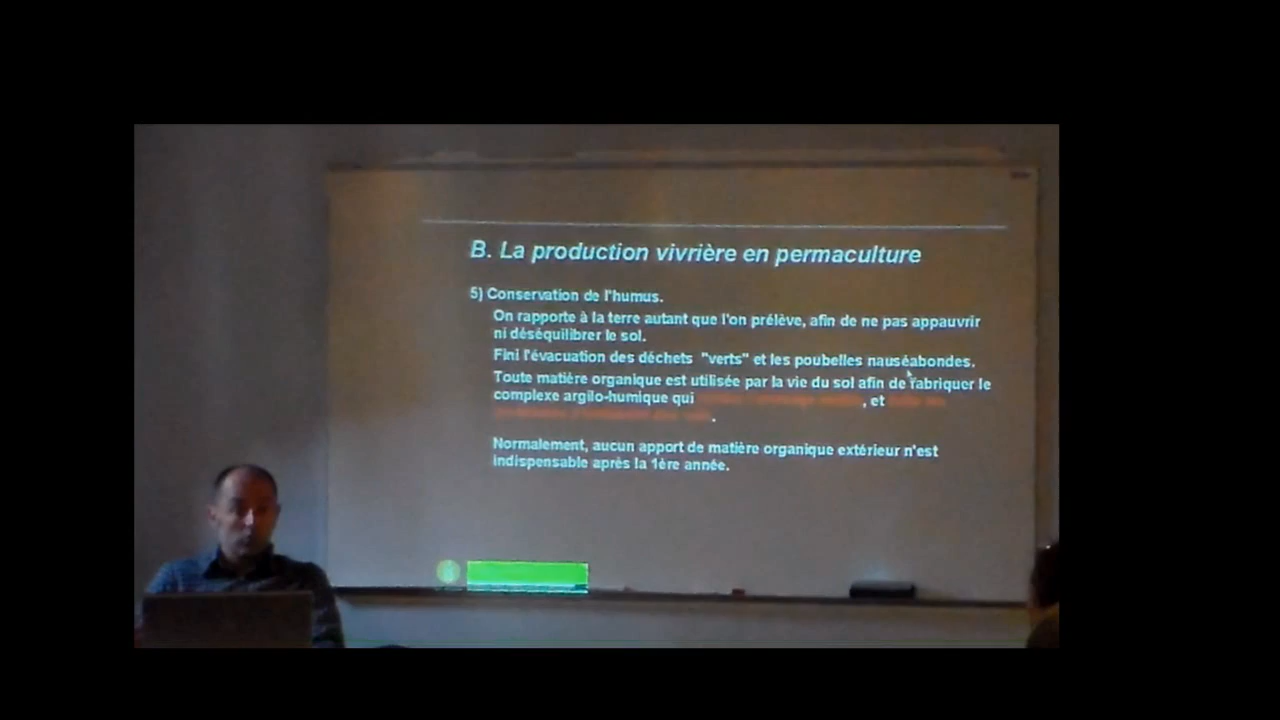 B. La production vivrière en permaculture
5) Conservation de l'humus.
On rapporte à la terre autant que l'on prélève, afin de ne pas appauvrir
ni déséquilibrer le sol.
Fini l'évacuation des déchets "verts" et les poubelles nauséabondes.
Toute matière organique est utilisée par la vie du sol afin de fabriquer le
complexe argilo-humique qui , et
.
Normalement, aucun apport de matière organique extérieur n'est
indispensable après la 1ère année.